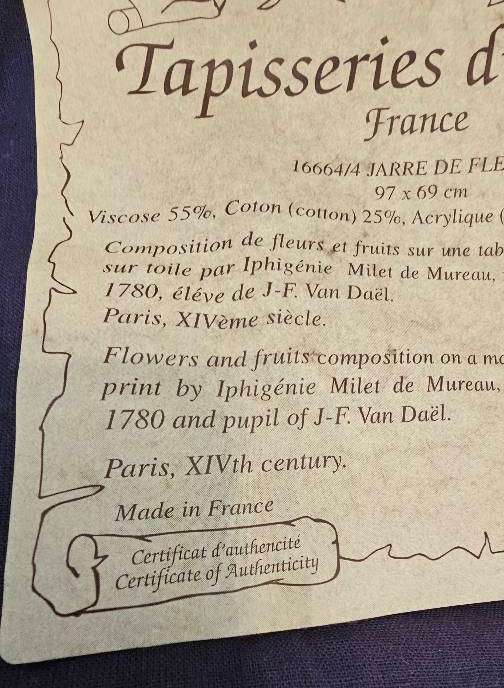 Tapisseries d
France
16664/4 JARRE DE FLE
97 x 69 cm
Viscose 55%, Coton (cotton) 25%, Acrylique (
Composition de fleurs et fruits sur une tab
sur toile par Iphigénie Milet de Mureau,
1780, éléve de J-F. Van Daël.
Paris, XIVème siècle.
Flowers and fruits composition on a mo
print by Iphigénie Milet de Mureau,
1780 and pupil of J-F. Van Daël.
Paris, XIVth century.
Made in France
Certificat d'authencité
Certificate of Authenticity